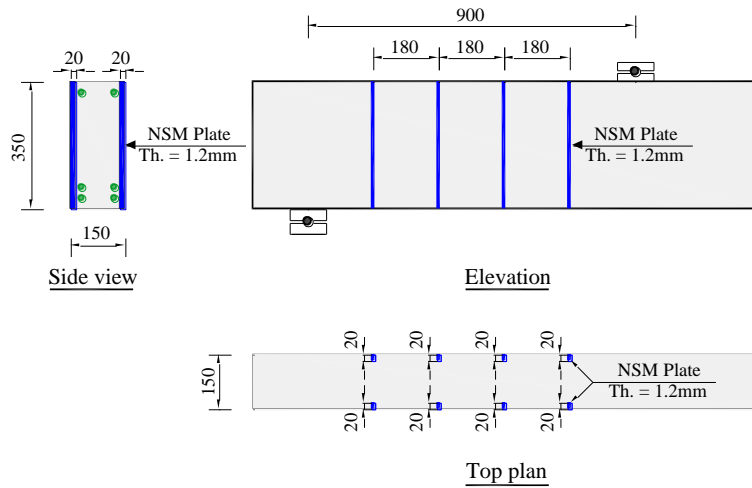 900
20
20
180
180
180
NSM Plate
Th. = 1.2mm
NSM Plate
Th. = 1.2mm
350
150
Side view
Elevation
20
20
20
20
150
NSM Plate
Th. = 1.2mm
20
20
20
20
Top plan